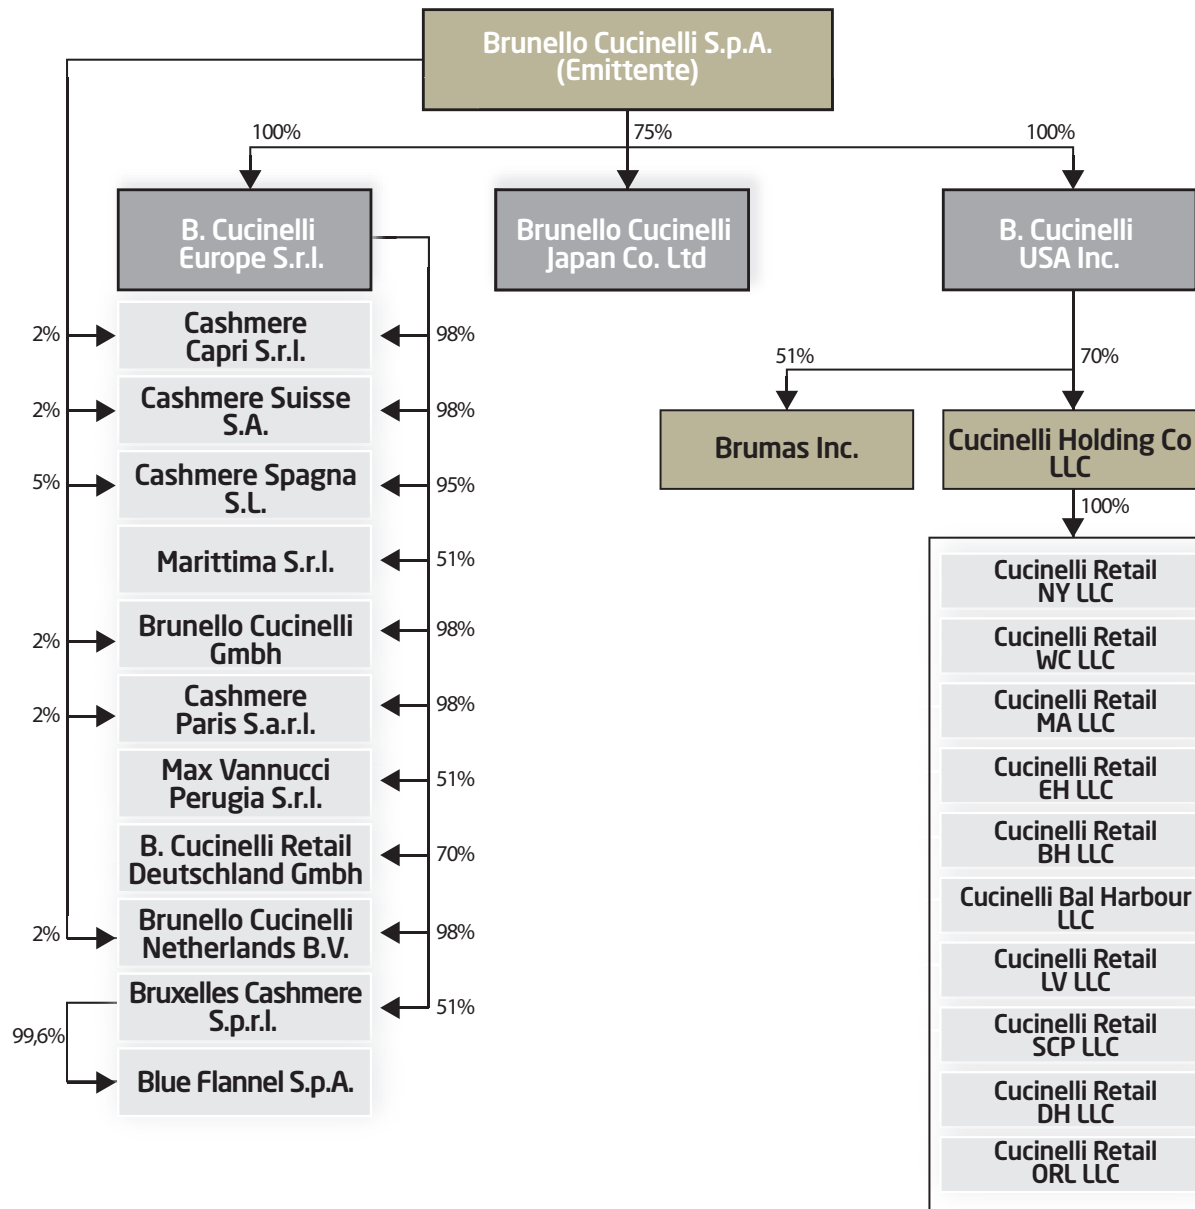 Brunello Cucinelli S.p.A.
(Emittente)
100%
75%
100%
B. Cucinelli
Europe S.r.l.
Brunello Cucinelli
Japan Co. Ltd
B. Cucinelli
USA Inc.
2%
Cashmere
Capri S.r.l.
98%
51%
70%
2%
Cashmere Suisse
S.A.
98%
Brumas Inc.
Cucinelli Holding Co
LLC
5%
Cashmere Spagna
S.L.
95%
100%
Marittima S.r.l.
51%
2%
Brunello Cucinelli
Gmbh
98%
2%
Cashmere
Paris S.a.r.l.
98%
Max Vannucci
Perugia S.r.l.
51%
B. Cucinelli Retail
Deutschland Gmbh
70%
2%
Brunello Cucinelli
Netherlands B.V.
98%
Bruxelles Cashmere
S.p.r.l.
51%
99,6%
Blue Flannel S.p.A.
Cucinelli Retail
NY LLC
Cucinelli Retail
WC LLC
Cucinelli Retail
MA LLC
Cucinelli Retail
EH LLC
Cucinelli Retail
BH LLC
Cucinelli Bal Harbour
LLC
Cucinelli Retail
LV LLC
Cucinelli Retail
SCP LLC
Cucinelli Retail
DH LLC
Cucinelli Retail
ORL LLC